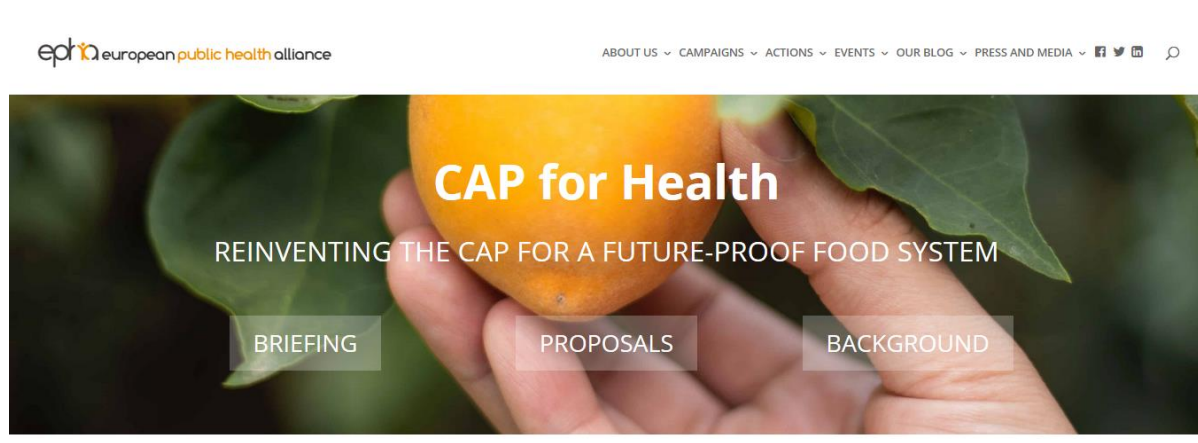 epha european public health alliance
ABOUT US CAMPAIGNS ACTIONS EVENTS OUR BLOG PRESS AND MEDIA
CAP for Health
REINVENTING THE CAP FOR A FUTURE-PROOF FOOD SYSTEM
BRIEFING PROPOSALS BACKGROUND